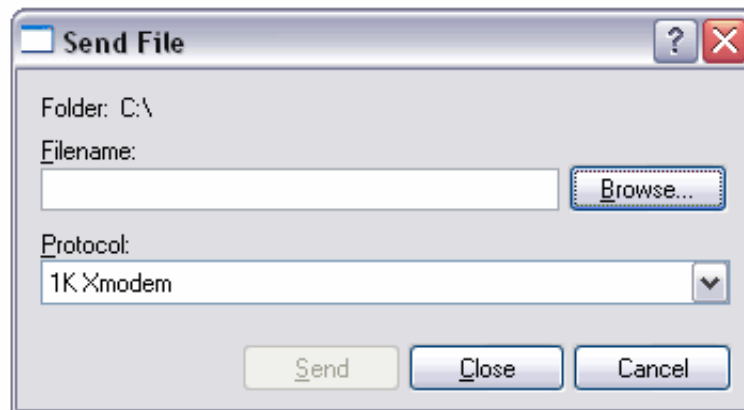 Send File
Folder: C:\
Filename:
Browse...
Protocol:
1K Xmodem
Send Close Cancel